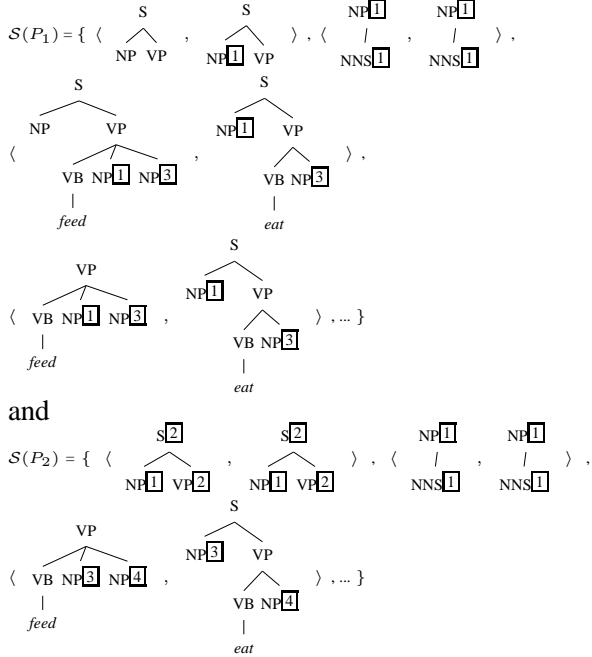 S S NP1 NP1
S(P1) = { ⟨ , ⟩ , ⟨ , ⟩ ,
NP VP NP1 VP NNS1 NNS1
S S
NP VP NP1 VP
⟨ , ⟩ ,
VB NP1 NP3 VB NP3
feed eat
S
VP NP1 VP
⟨ VB NP1 NP3 , ⟩ , ... }
feed VB NP3
eat
and
S2 S2 NP1 NP1
S(P2) = { ⟨ , ⟩ , ⟨ , ⟩ ,
NP1 VP2 NP1 VP2 NNS1 NNS1
S
VP NP3 VP
⟨ VB NP3 NP4 , ⟩ , ... }
feed VB NP4
eat